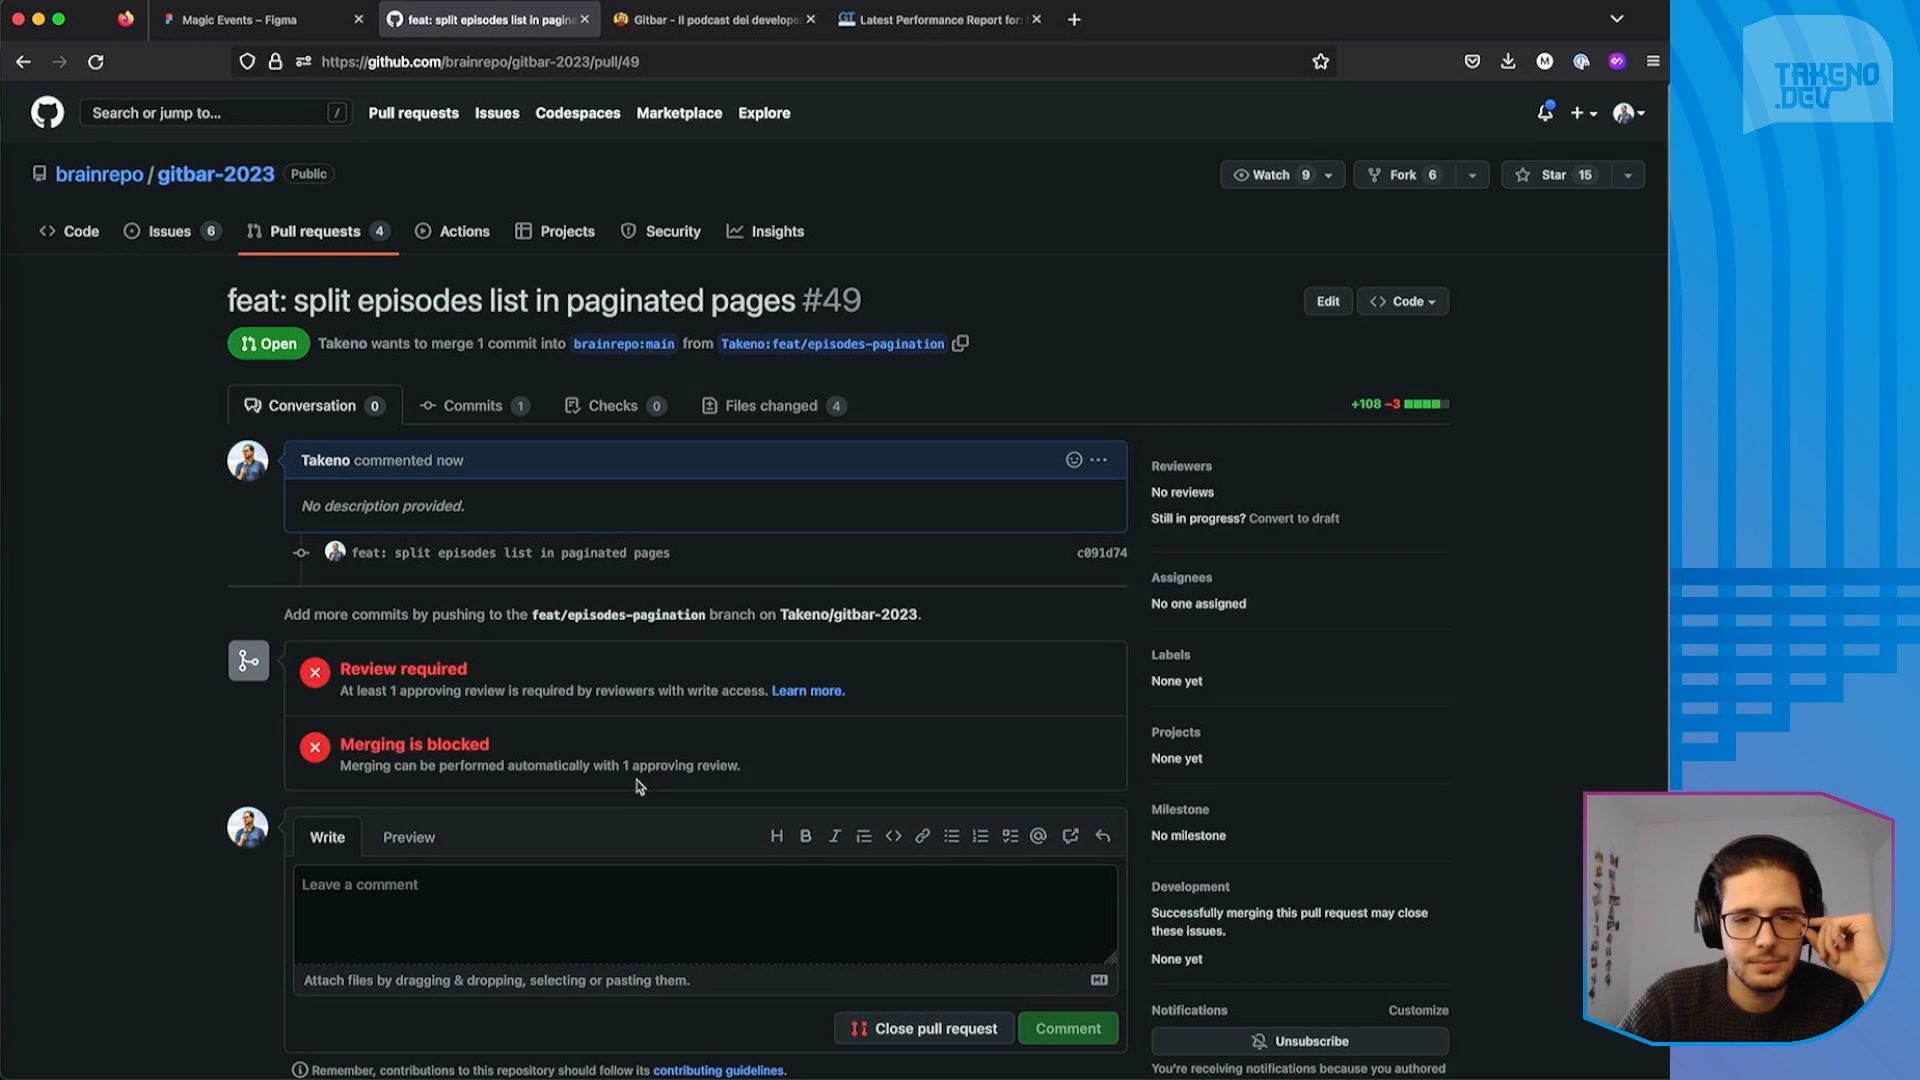 Magic Events – Figma
feat: split episodes list in pagina
Gitbar - Il podcast dei develope
GT Latest Performance Report for:
https://github.com/brainrepo/gitbar-2023/pull/49
TAKENO
.DEV
Search or jump to... /
Pull requests Issues Codespaces Marketplace Explore
brainrepo / gitbar-2023 Public
Watch 9 Fork 6 Star 15
Code Issues 6 Pull requests 4 Actions Projects Security Insights
feat: split episodes list in paginated pages #49
Edit Code
Open Takeno wants to merge 1 commit into brainrepo:main from Takeno:feat/episodes-pagination
Conversation 0 Commits 1 Checks 0 Files changed 4
+108 −3
Takeno commented now
No description provided.
feat: split episodes list in paginated pages c091d74
Add more commits by pushing to the feat/episodes-pagination branch on Takeno/gitbar-2023.
Review required
At least 1 approving review is required by reviewers with write access. Learn more.
Merging is blocked
Merging can be performed automatically with 1 approving review.
Write Preview
Leave a comment
Attach files by dragging & dropping, selecting or pasting them.
Close pull request Comment
Remember, contributions to this repository should follow its contributing guidelines.
Reviewers
No reviews
Still in progress? Convert to draft
Assignees
No one assigned
Labels
None yet
Projects
None yet
Milestone
No milestone
Development
Successfully merging this pull request may close
these issues.
None yet
Notifications Customize
Unsubscribe
You're receiving notifications because you authored